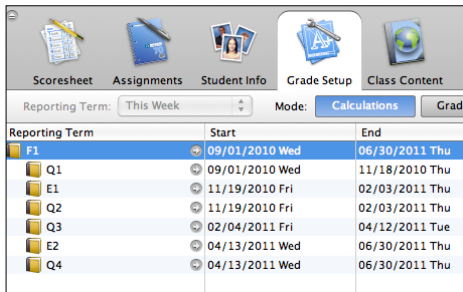 Scoresheet Assignments Student Info Grade Setup Class Content
Reporting Term: This Week Mode: Calculations Grad
Reporting Term Start End
F1 09/01/2010 Wed 06/30/2011 Thu
Q1 09/01/2010 Wed 11/18/2010 Thu
E1 11/19/2010 Fri 02/03/2011 Thu
Q2 11/19/2010 Fri 02/03/2011 Thu
Q3 02/04/2011 Fri 04/12/2011 Tue
E2 04/13/2011 Wed 06/30/2011 Thu
Q4 04/13/2011 Wed 06/30/2011 Thu